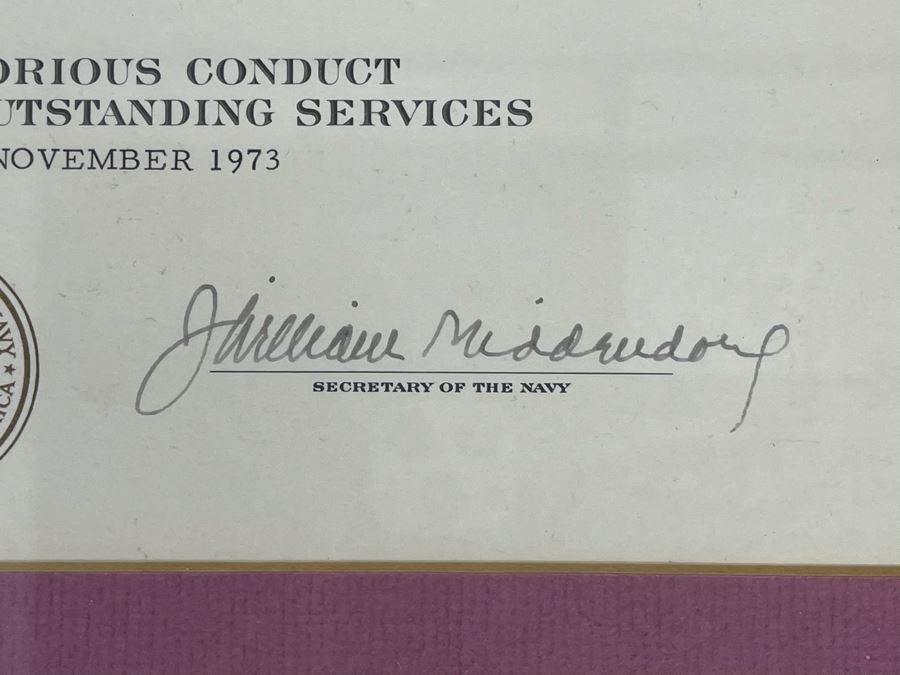 ORIOUS CONDUCT
UTSTANDING SERVICES
NOVEMBER 1973
J William Middendorf
SECRETARY OF THE NAVY